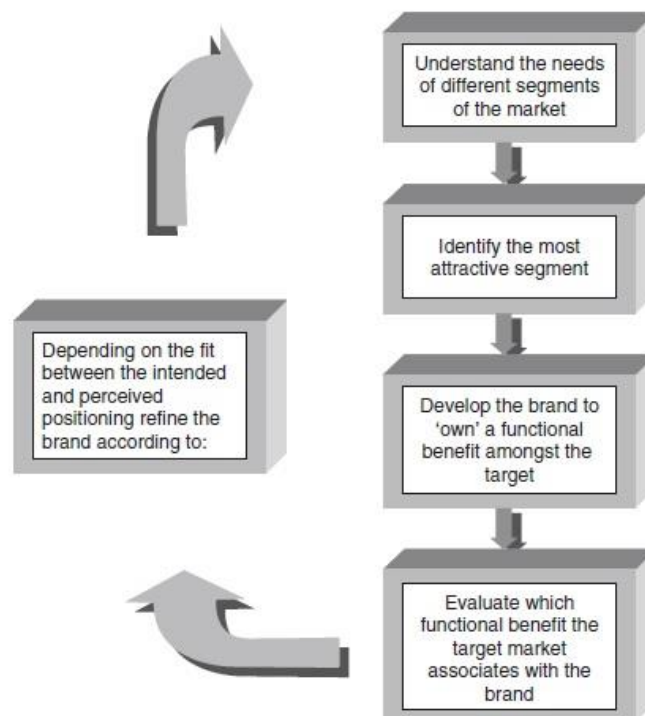 Understand the needs
of different segments
of the market
Identify the most
attractive segment
Develop the brand to
‘own’ a functional
benefit amongst the
target
Evaluate which
functional benefit the
target market
associates with the
brand
Depending on the fit
between the intended
and perceived
positioning refine the
brand according to: